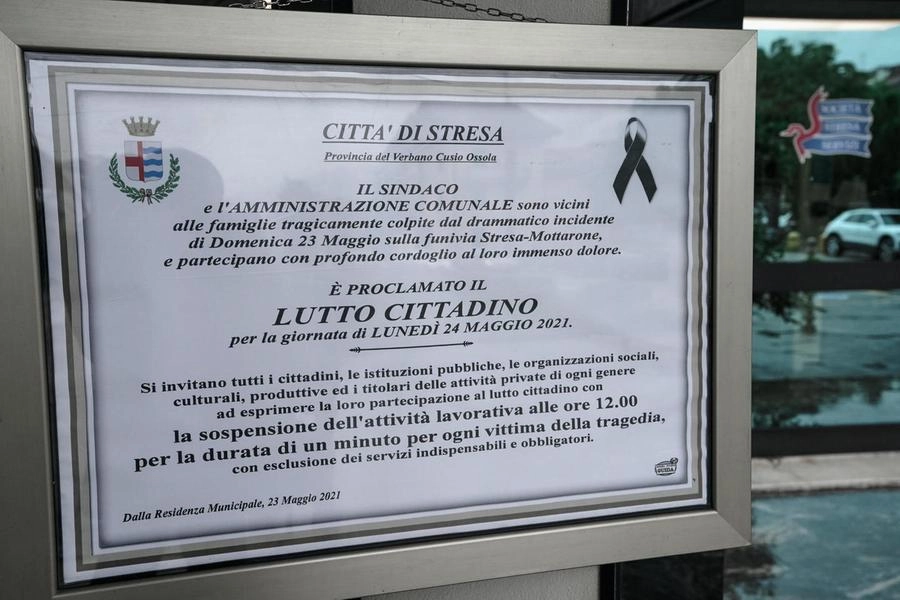 CITTA' DI STRESA
Provincia del Verbano Cusio Ossola
IL SINDACO
e l'AMMINISTRAZIONE COMUNALE sono vicini
alle famiglie tragicamente colpite dal drammatico incidente
di Domenica 23 Maggio sulla funivia Stresa-Mottarone,
e partecipano con profondo cordoglio al loro immenso dolore.
È PROCLAMATO IL
LUTTO CITTADINO
per la giornata di LUNEDÌ 24 MAGGIO 2021.
Si invitano tutti i cittadini, le istituzioni pubbliche, le organizzazioni sociali,
culturali, produttive ed i titolari delle attività private di ogni genere
ad esprimere la loro partecipazione al lutto cittadino con
la sospensione dell'attività lavorativa alle ore 12.00
per la durata di un minuto per ogni vittima della tragedia,
con esclusione dei servizi indispensabili e obbligatori.
Dalla Residenza Municipale, 23 Maggio 2021
GUIDA
SOCIETÀ
SERVIZI